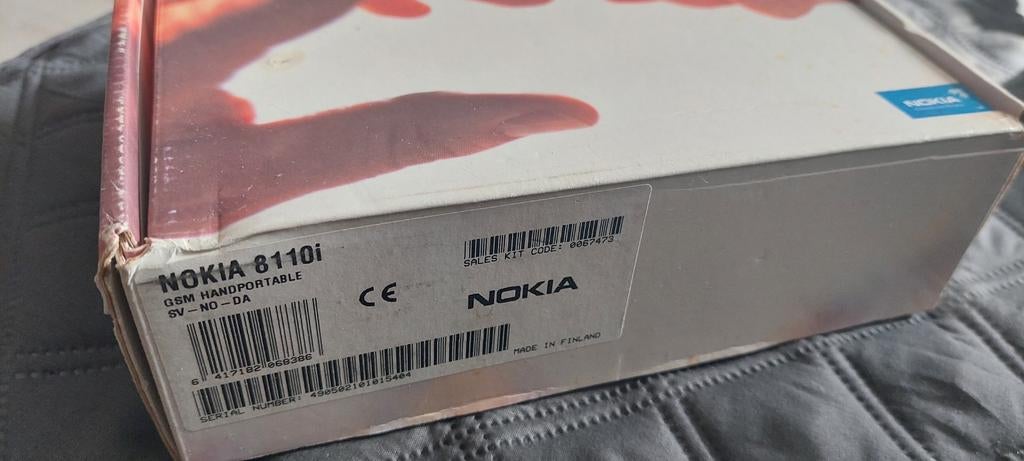 NOKIA
NOKIA 8110i
GSM HANDPORTABLE
SV-NO-DA
6 417182 068386
SERIAL NUMBER: 490502101015404
CE
SALES KIT CODE: 0067473
NOKIA
MADE IN FINLAND